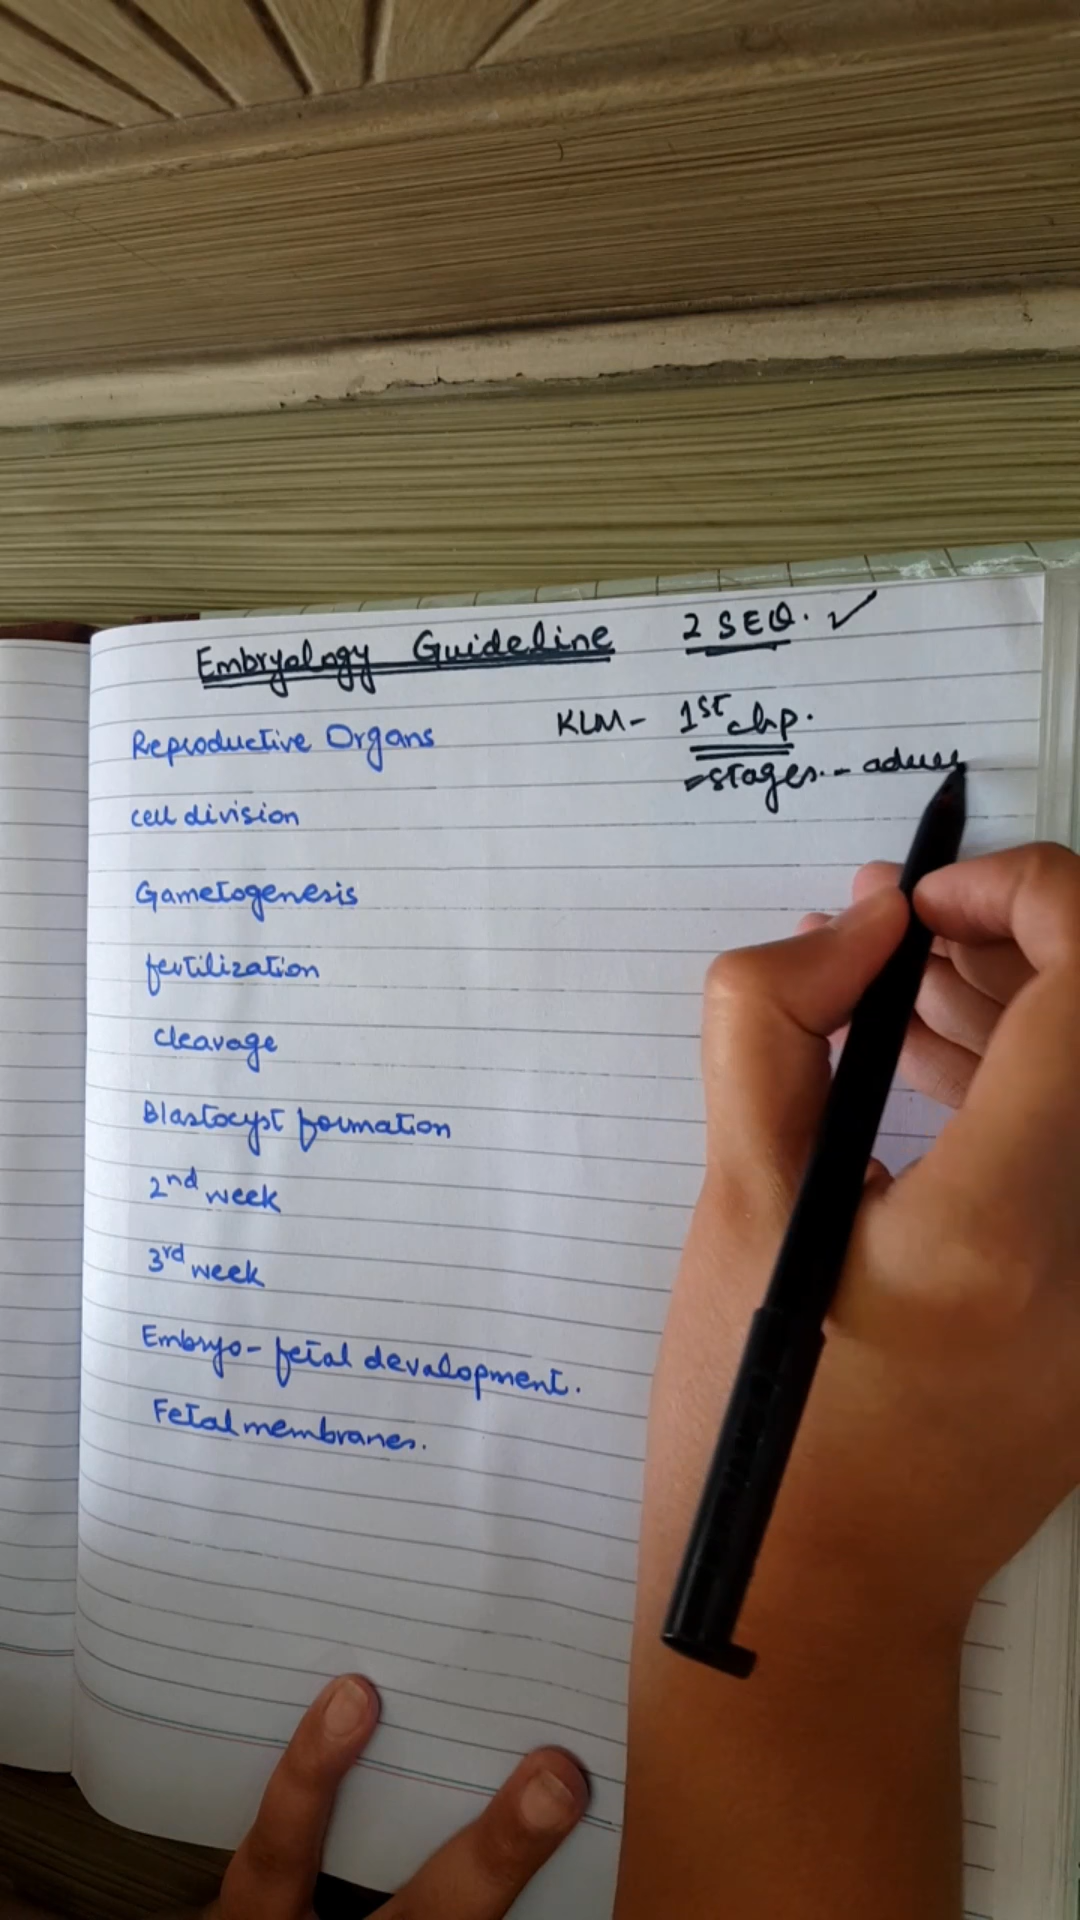 Embryology Guideline 2 SEQ. ✓
Reproductive Organs KLM - 1ST chp.
- stages. -
cell division
Gametogenesis
fertilization
cleavage
Blastocyst formation
2nd week
3rd week
Embryo - fetal devalopment.
Fetal membranes.